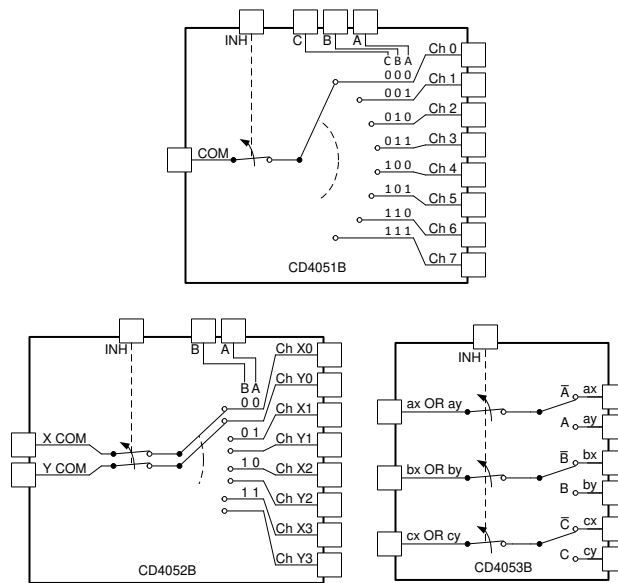 INH
C B A
C B A
Ch 0
0 0 0
Ch 1
0 0 1
Ch 2
0 1 0
Ch 3
0 1 1
COM
Ch 4
1 0 0
Ch 5
1 0 1
Ch 6
1 1 0
Ch 7
1 1 1
CD4051B
INH
B A
B A
Ch X0
0 0
Ch Y0
Ch X1
0 1
X COM
Ch Y1
Y COM
Ch X2
1 0
Ch Y2
1 1
Ch X3
Ch Y3
CD4052B
INH
A̅ ax
ax OR ay
A ay
B̅ bx
bx OR by
B by
C̅ cx
cx OR cy
C cy
CD4053B